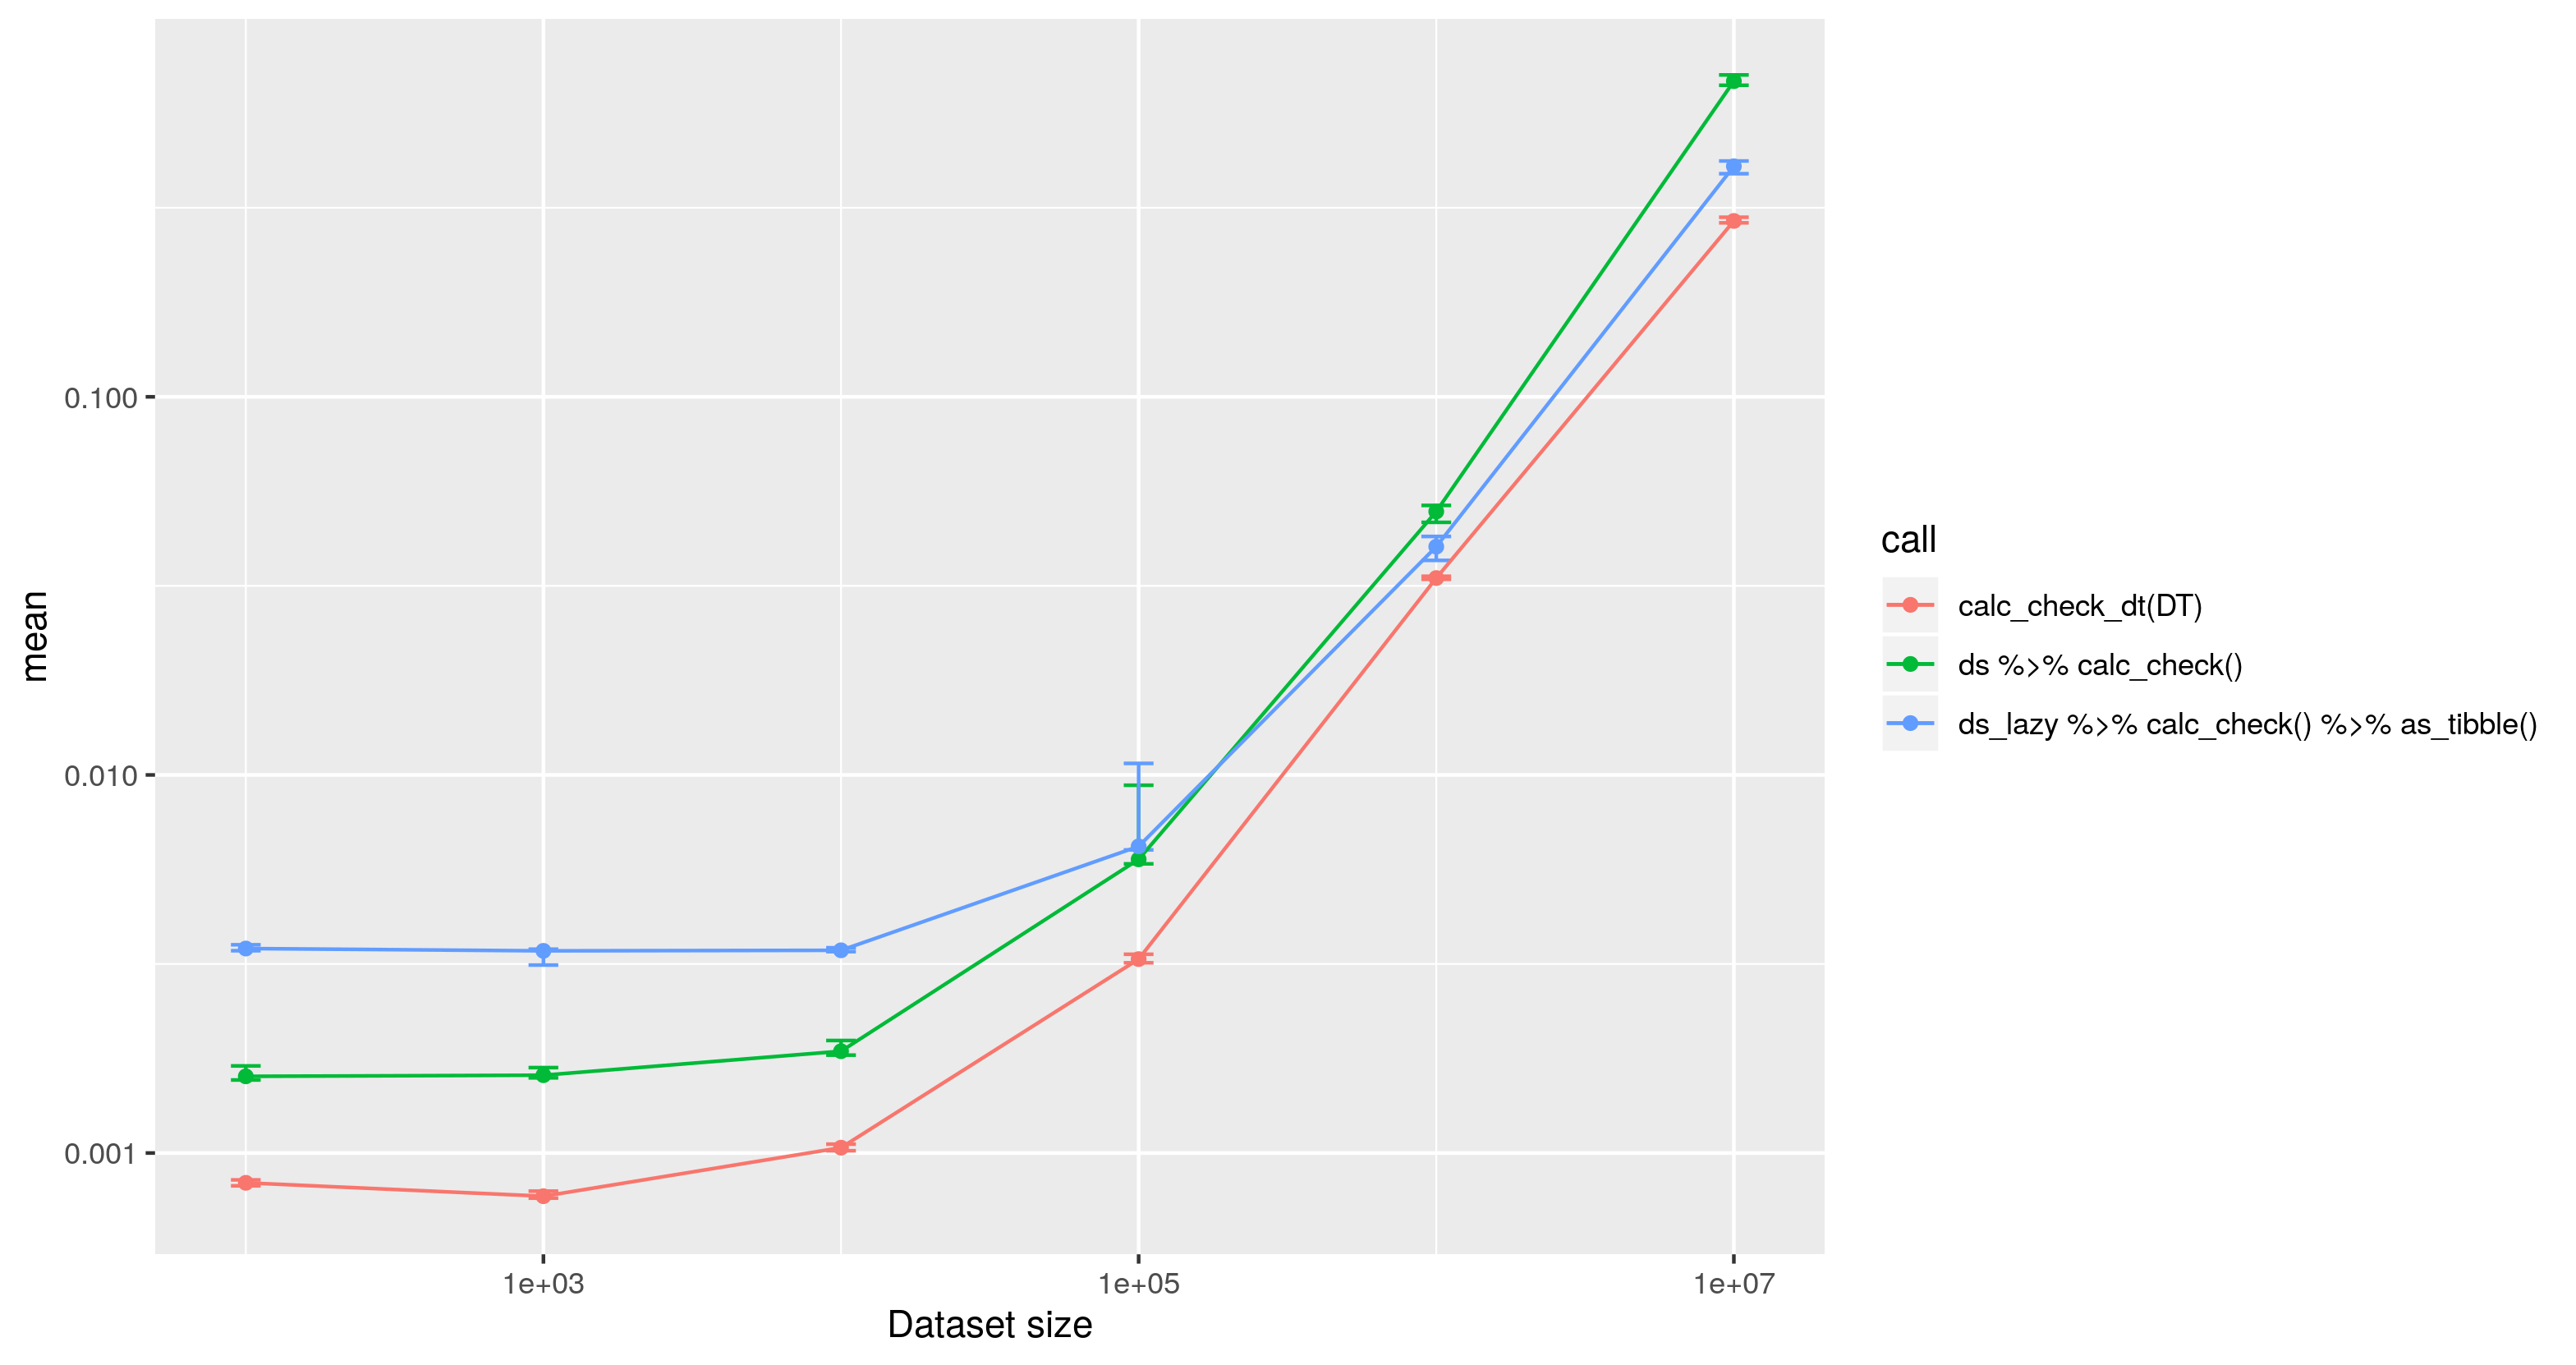 0.100
0.010
0.001
mean
1e+03
1e+05
1e+07
Dataset size
call
calc_check_dt(DT)
ds %>% calc_check()
ds_lazy %>% calc_check() %>% as_tibble()